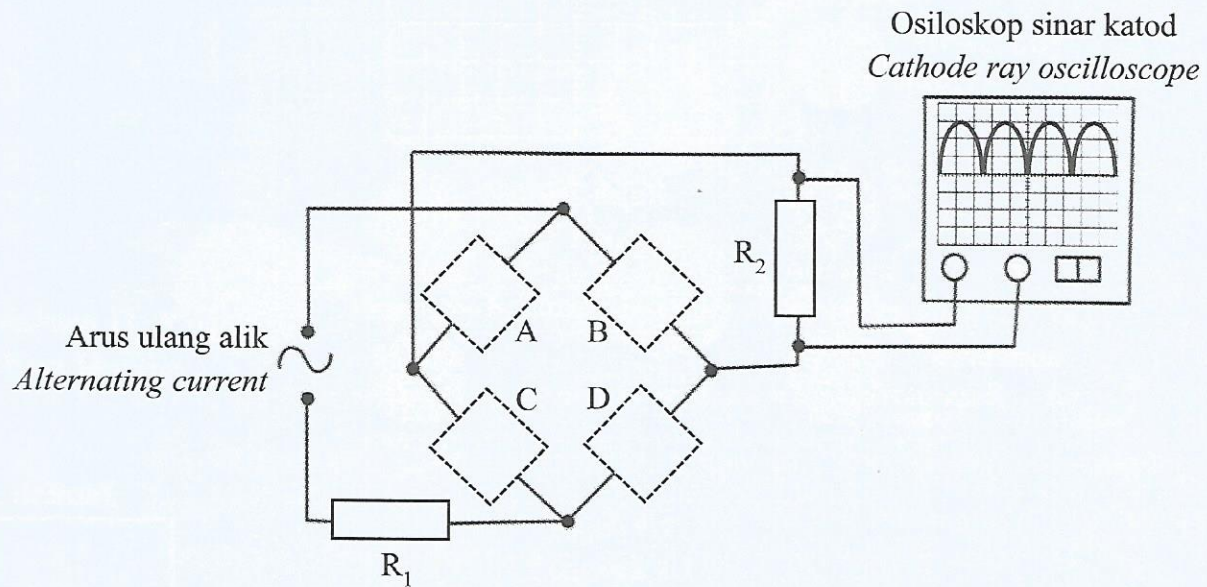 Osiloskop sinar katod
Cathode ray oscilloscope
R₂
Arus ulang alik
Alternating current
A
B
C
D
R₁